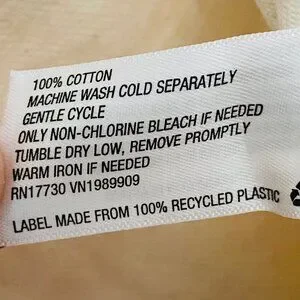 100% COTTON
MACHINE WASH COLD SEPARATELY
GENTLE CYCLE
ONLY NON-CHLORINE BLEACH IF NEEDED
TUMBLE DRY LOW, REMOVE PROMPTLY
WARM IRON IF NEEDED
RN17730 VN1989909
LABEL MADE FROM 100% RECYCLED PLASTIC